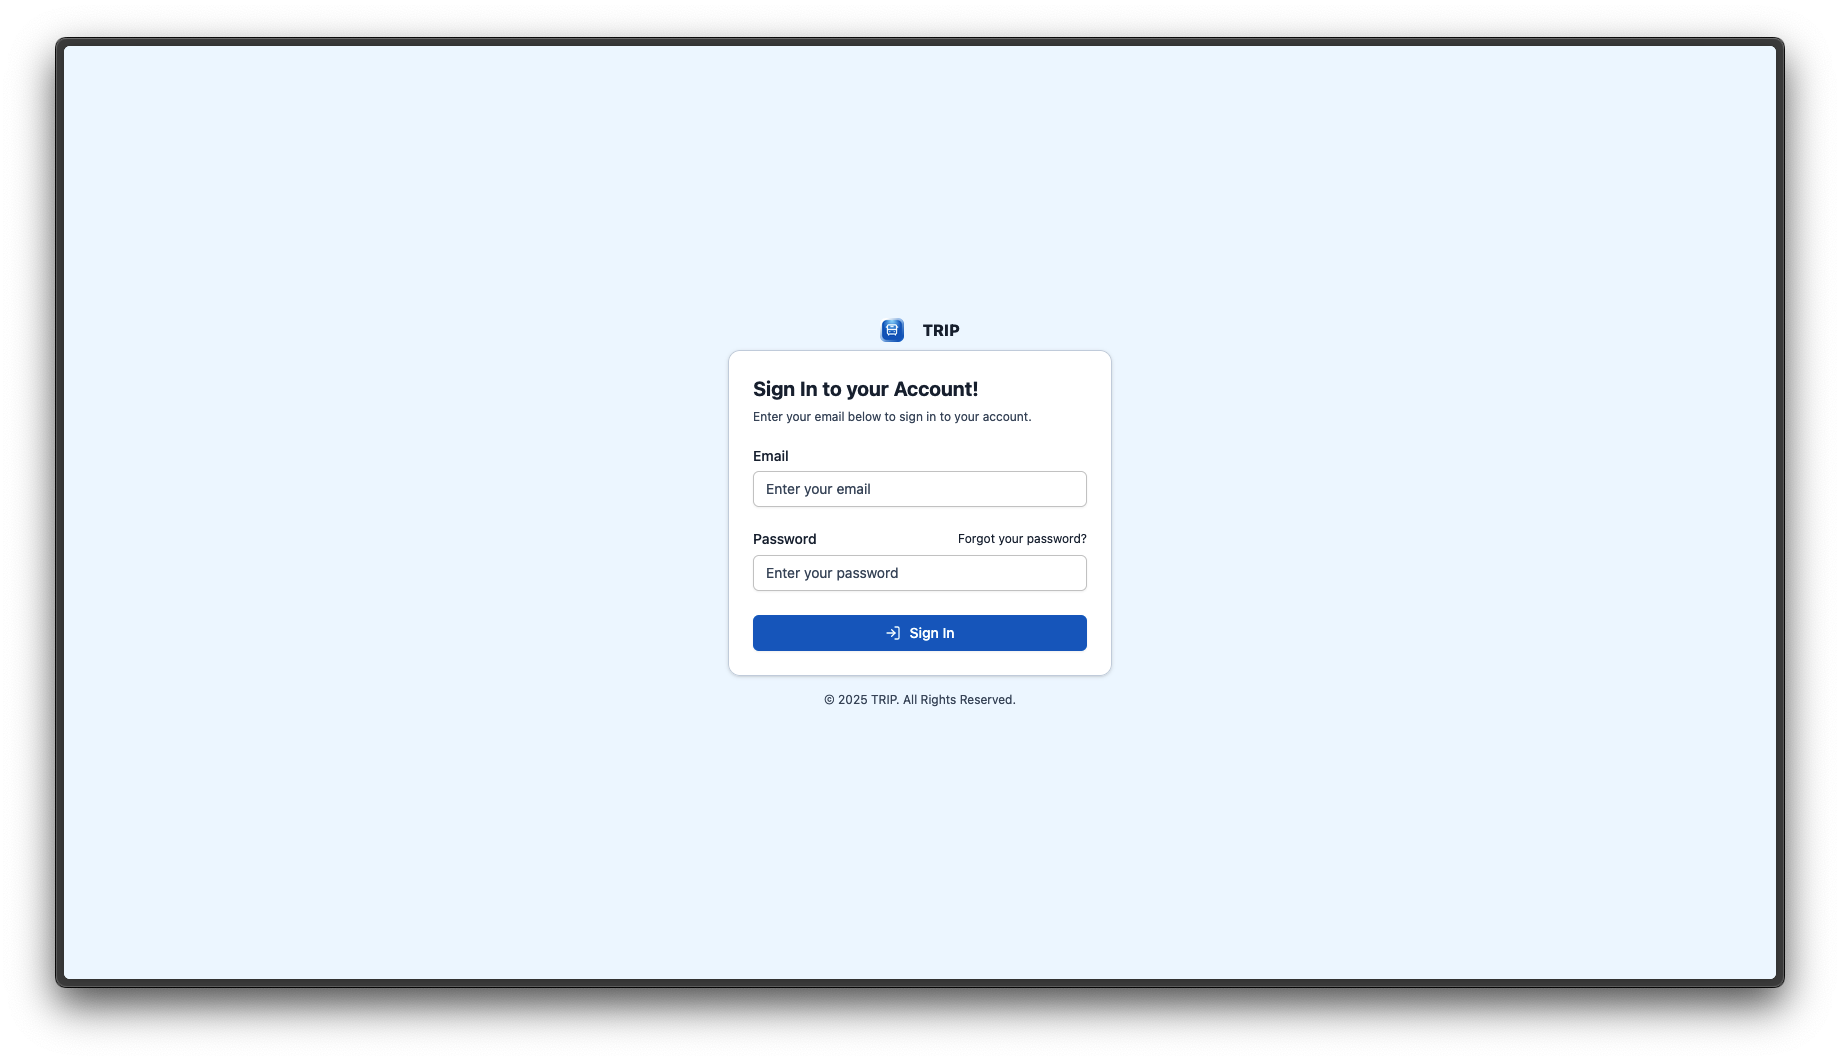 TRIP
Sign In to your Account!
Enter your email below to sign in to your account.
Email
Enter your email
Password
Forgot your password?
Enter your password
Sign In
© 2025 TRIP. All Rights Reserved.